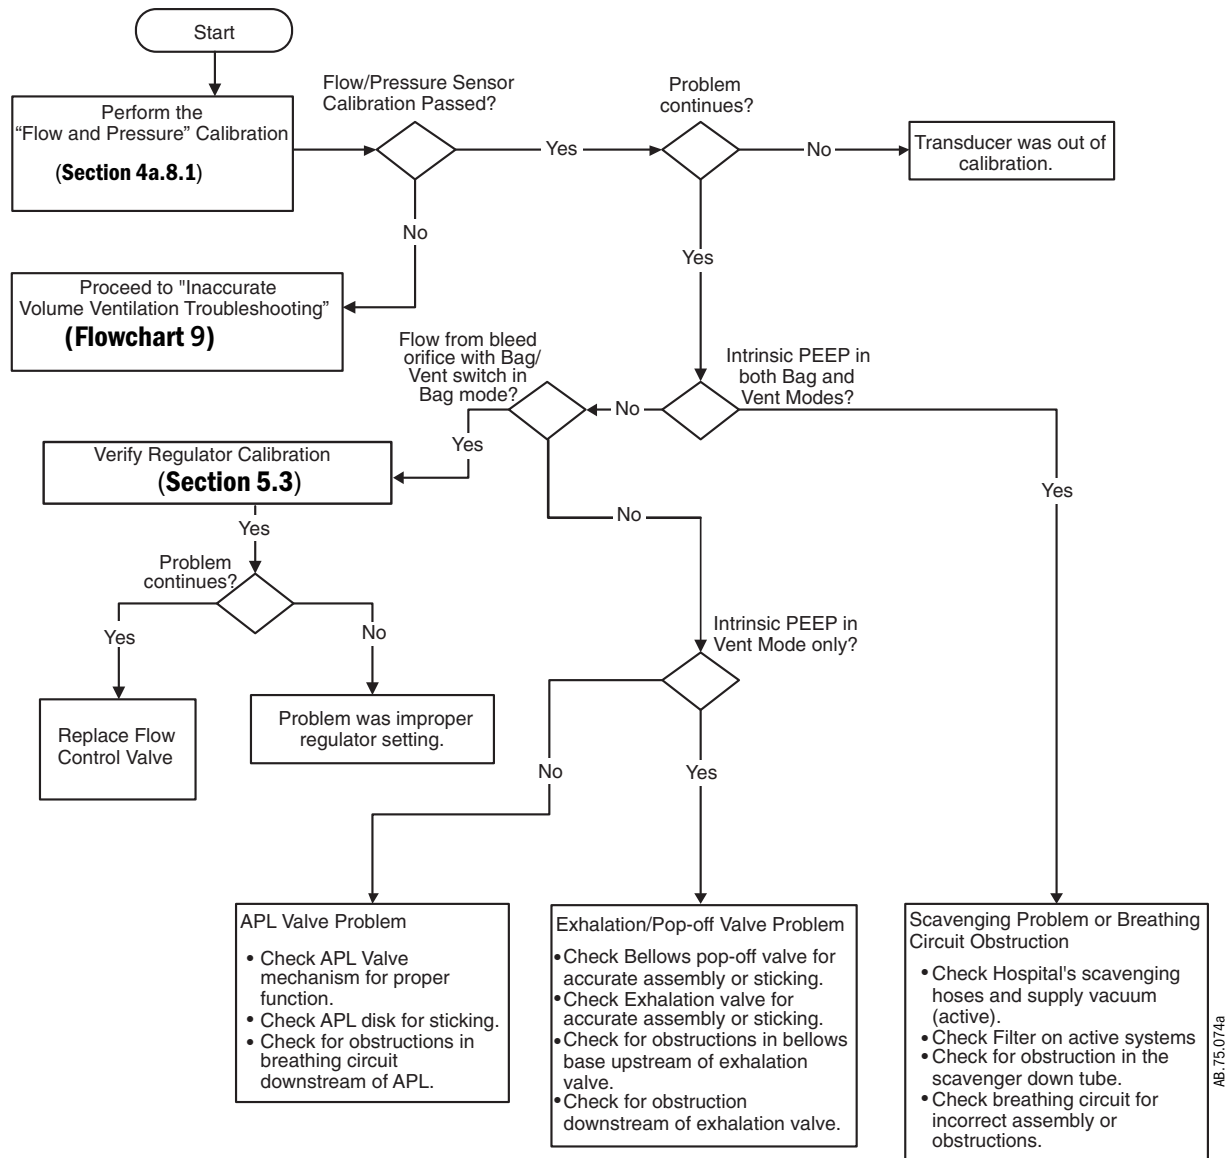 Start
Perform the
“Flow and Pressure” Calibration
(Section 4a.8.1)
Flow/Pressure Sensor
Calibration Passed?
Yes
Problem
continues?
No
Transducer was out of
calibration.
No
Yes
Proceed to "Inaccurate
Volume Ventilation Troubleshooting”
(Flowchart 9)
Flow from bleed
orifice with Bag/
Vent switch in
Bag mode?
Intrinsic PEEP in
both Bag and
Vent Modes?
No
Yes
Yes
Verify Regulator Calibration
(Section 5.3)
No
Yes
Problem
continues?
Yes
No
Intrinsic PEEP in
Vent Mode only?
Replace Flow
Control Valve
Problem was improper
regulator setting.
No
Yes
APL Valve Problem
• Check APL Valve
mechanism for proper
function.
• Check APL disk for sticking.
• Check for obstructions in
breathing circuit
downstream of APL.
Exhalation/Pop-off Valve Problem
• Check Bellows pop-off valve for
accurate assembly or sticking.
• Check Exhalation valve for
accurate assembly or sticking.
• Check for obstructions in bellows
base upstream of exhalation
valve.
• Check for obstruction
downstream of exhalation valve.
Scavenging Problem or Breathing
Circuit Obstruction
• Check Hospital's scavenging
hoses and supply vacuum
(active).
• Check Filter on active systems
• Check for obstruction in the
scavenger down tube.
• Check breathing circuit for
incorrect assembly or
obstructions.
AB.75.074a